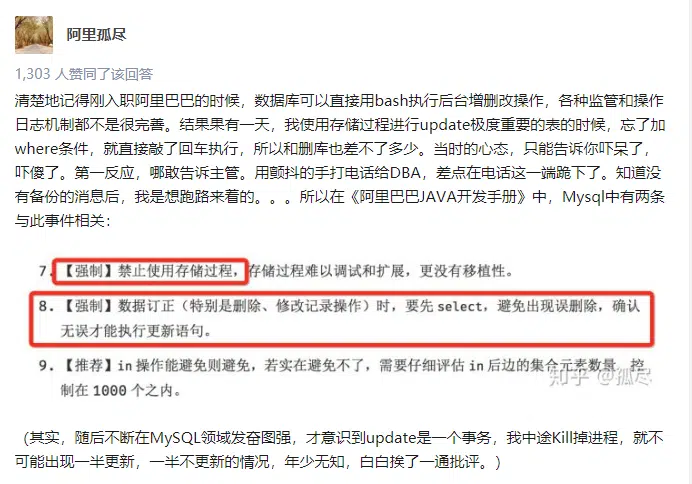 阿里孤尽
1,303 人赞同了该回答
清楚地记得刚入职阿里巴巴的时候，数据库可以直接用bash执行后台增删改操作，各种监管和操作
日志机制都不是很完善。结果果有一天，我使用存储过程进行update极度重要的表的时候，忘了加
where条件，就直接敲了回车执行，所以和删库也差不了多少。当时的心态，只能告诉你吓呆了，
吓傻了。第一反应，哪敢告诉主管。用颤抖的手打电话给DBA，差点在电话这一端跪下了。知道没
有备份的消息后，我是想跑路来着的。。。所以在《阿里巴巴JAVA开发手册》中，Mysql中有两条
与此事件相关：
7.【强制】禁止使用存储过程，存储过程难以调试和扩展，更没有移植性。
8.【强制】数据订正（特别是删除、修改记录操作）时，要先 select，避免出现误删除，确认
无误才能执行更新语句。
9.【推荐】in 操作能避免则避免，若实在避免不了，需要仔细评估 in 后边的集合元素数量，控
制在 1000 个之内。
知乎 @孤尽
（其实，随后不断在MySQL领域发奋图强，才意识到update是一个事务，我中途Kill掉进程，就不
可能出现一半更新，一半不更新的情况，年少无知，白白挨了一通批评。）